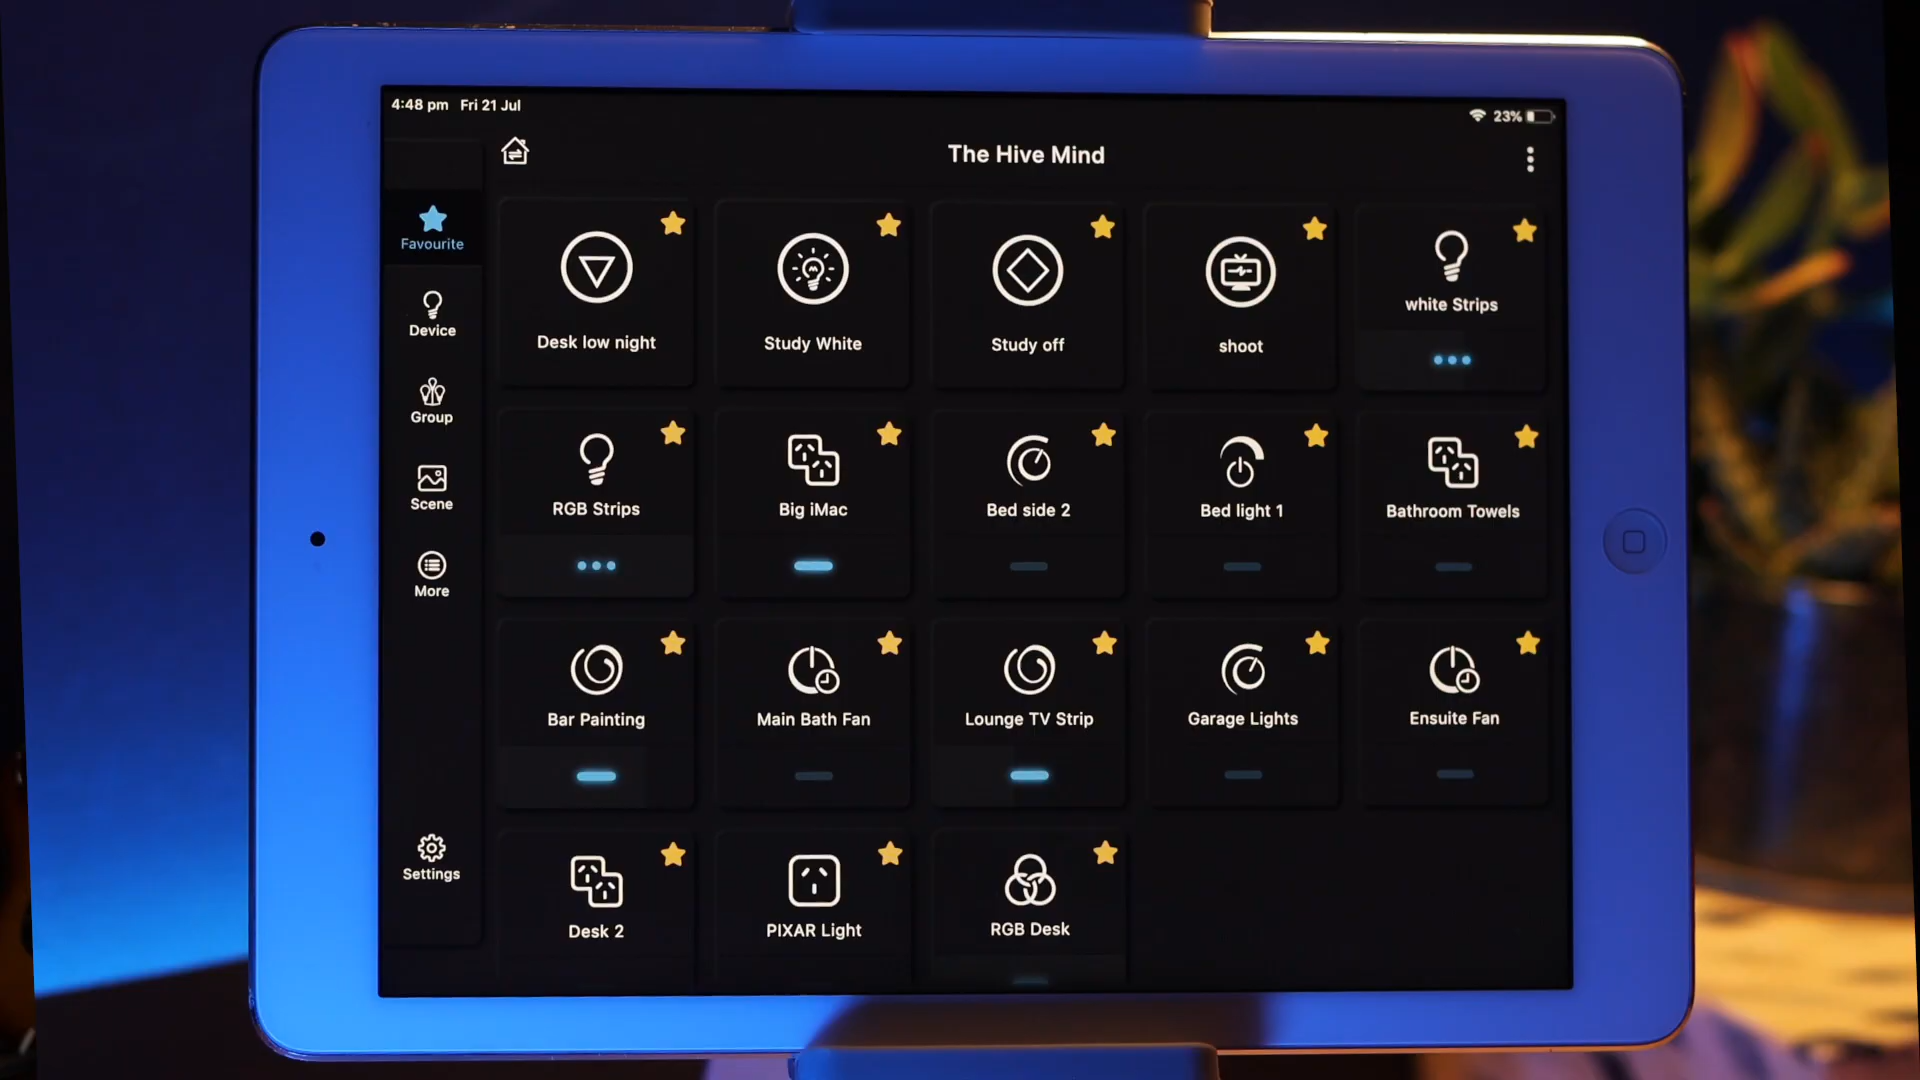 4:48 pm Fri 21 Jul
23%
The Hive Mind
Favourite
Device
Group
Scene
More
Settings
Desk low night
Study White
Study off
shoot
white Strips
RGB Strips
Big iMac
Bed side 2
Bed light 1
Bathroom Towels
Bar Painting
Main Bath Fan
Lounge TV Strip
Garage Lights
Ensuite Fan
Desk 2
PIXAR Light
RGB Desk